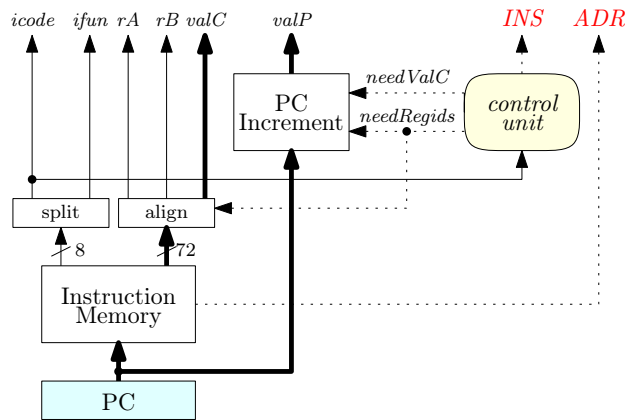 icode ifun rA rB valC valP INS ADR
needValC
PC
Increment
control
unit
needRegids
split align
8 72
Instruction
Memory
PC